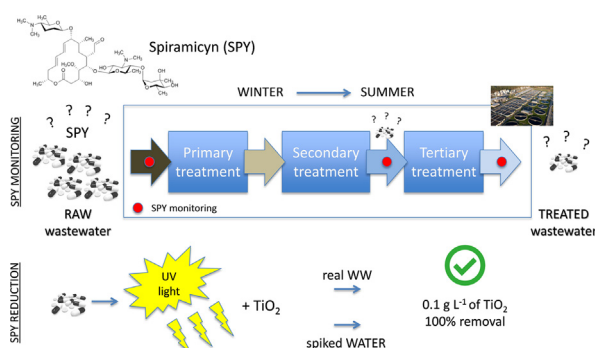 Spiramicyn (SPY)
WINTER → SUMMER
SPY MONITORING
? ? ? ?
SPY
RAW
wastewater
Primary
treatment
Secondary
treatment
Tertiary
treatment
SPY monitoring
? ? ?
TREATED
wastewater
SPY REDUCTION
UV
light
+ TiO₂
real WW
spiked WATER
0.1 g L⁻¹ of TiO₂
100% removal